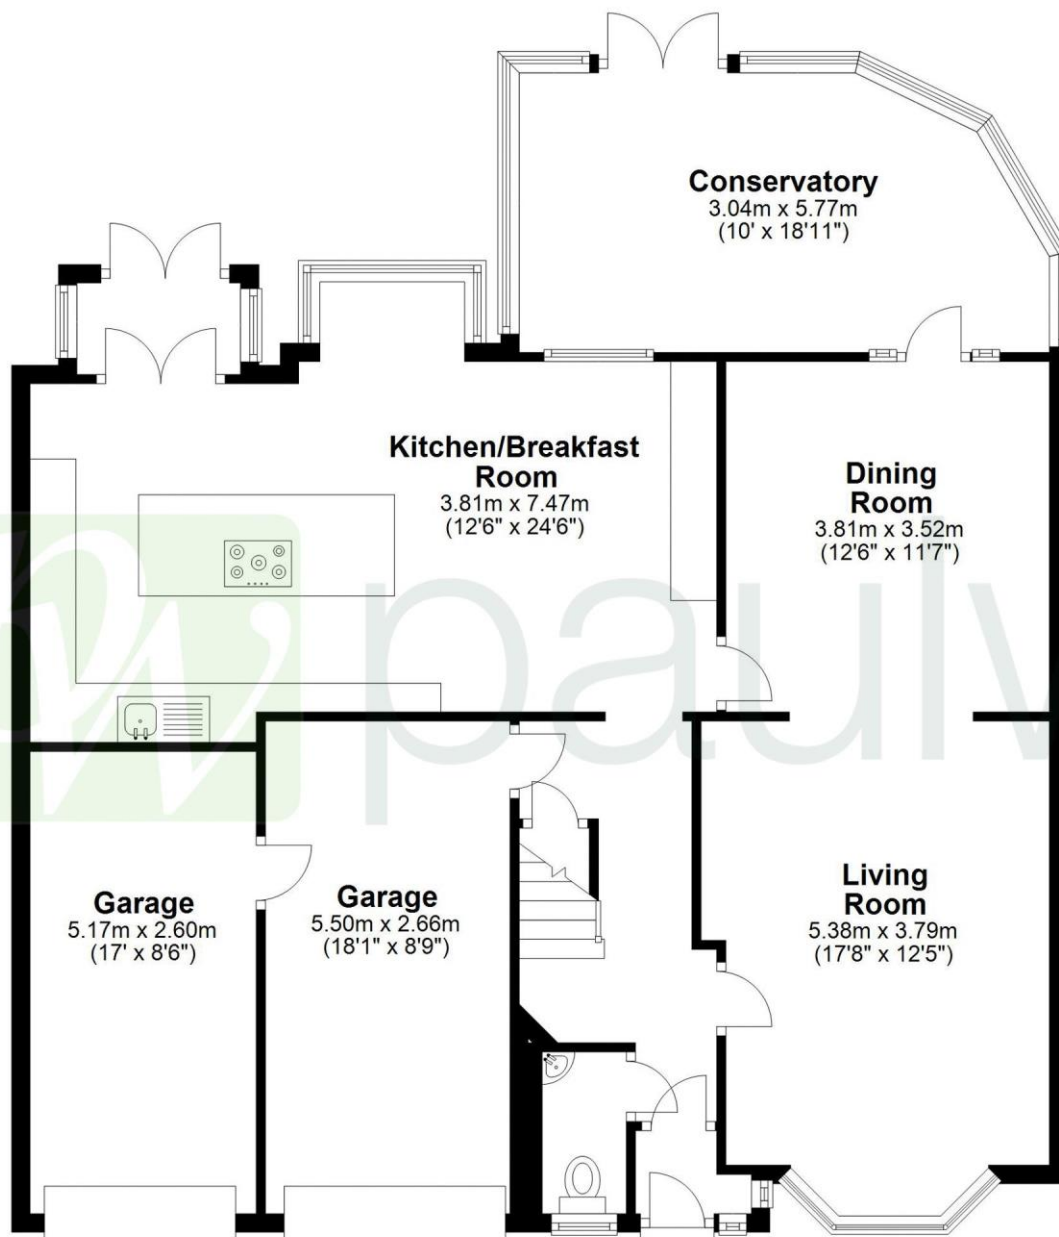 Conservatory
3.04m x 5.77m
(10' x 18'11")
Kitchen/Breakfast
Room
3.81m x 7.47m
(12'6" x 24'6")
Dining
Room
3.81m x 3.52m
(12'6" x 11'7")
pw paulw
Garage
5.17m x 2.60m
(17' x 8'6")
Garage
5.50m x 2.66m
(18'1" x 8'9")
Living
Room
5.38m x 3.79m
(17'8" x 12'5")